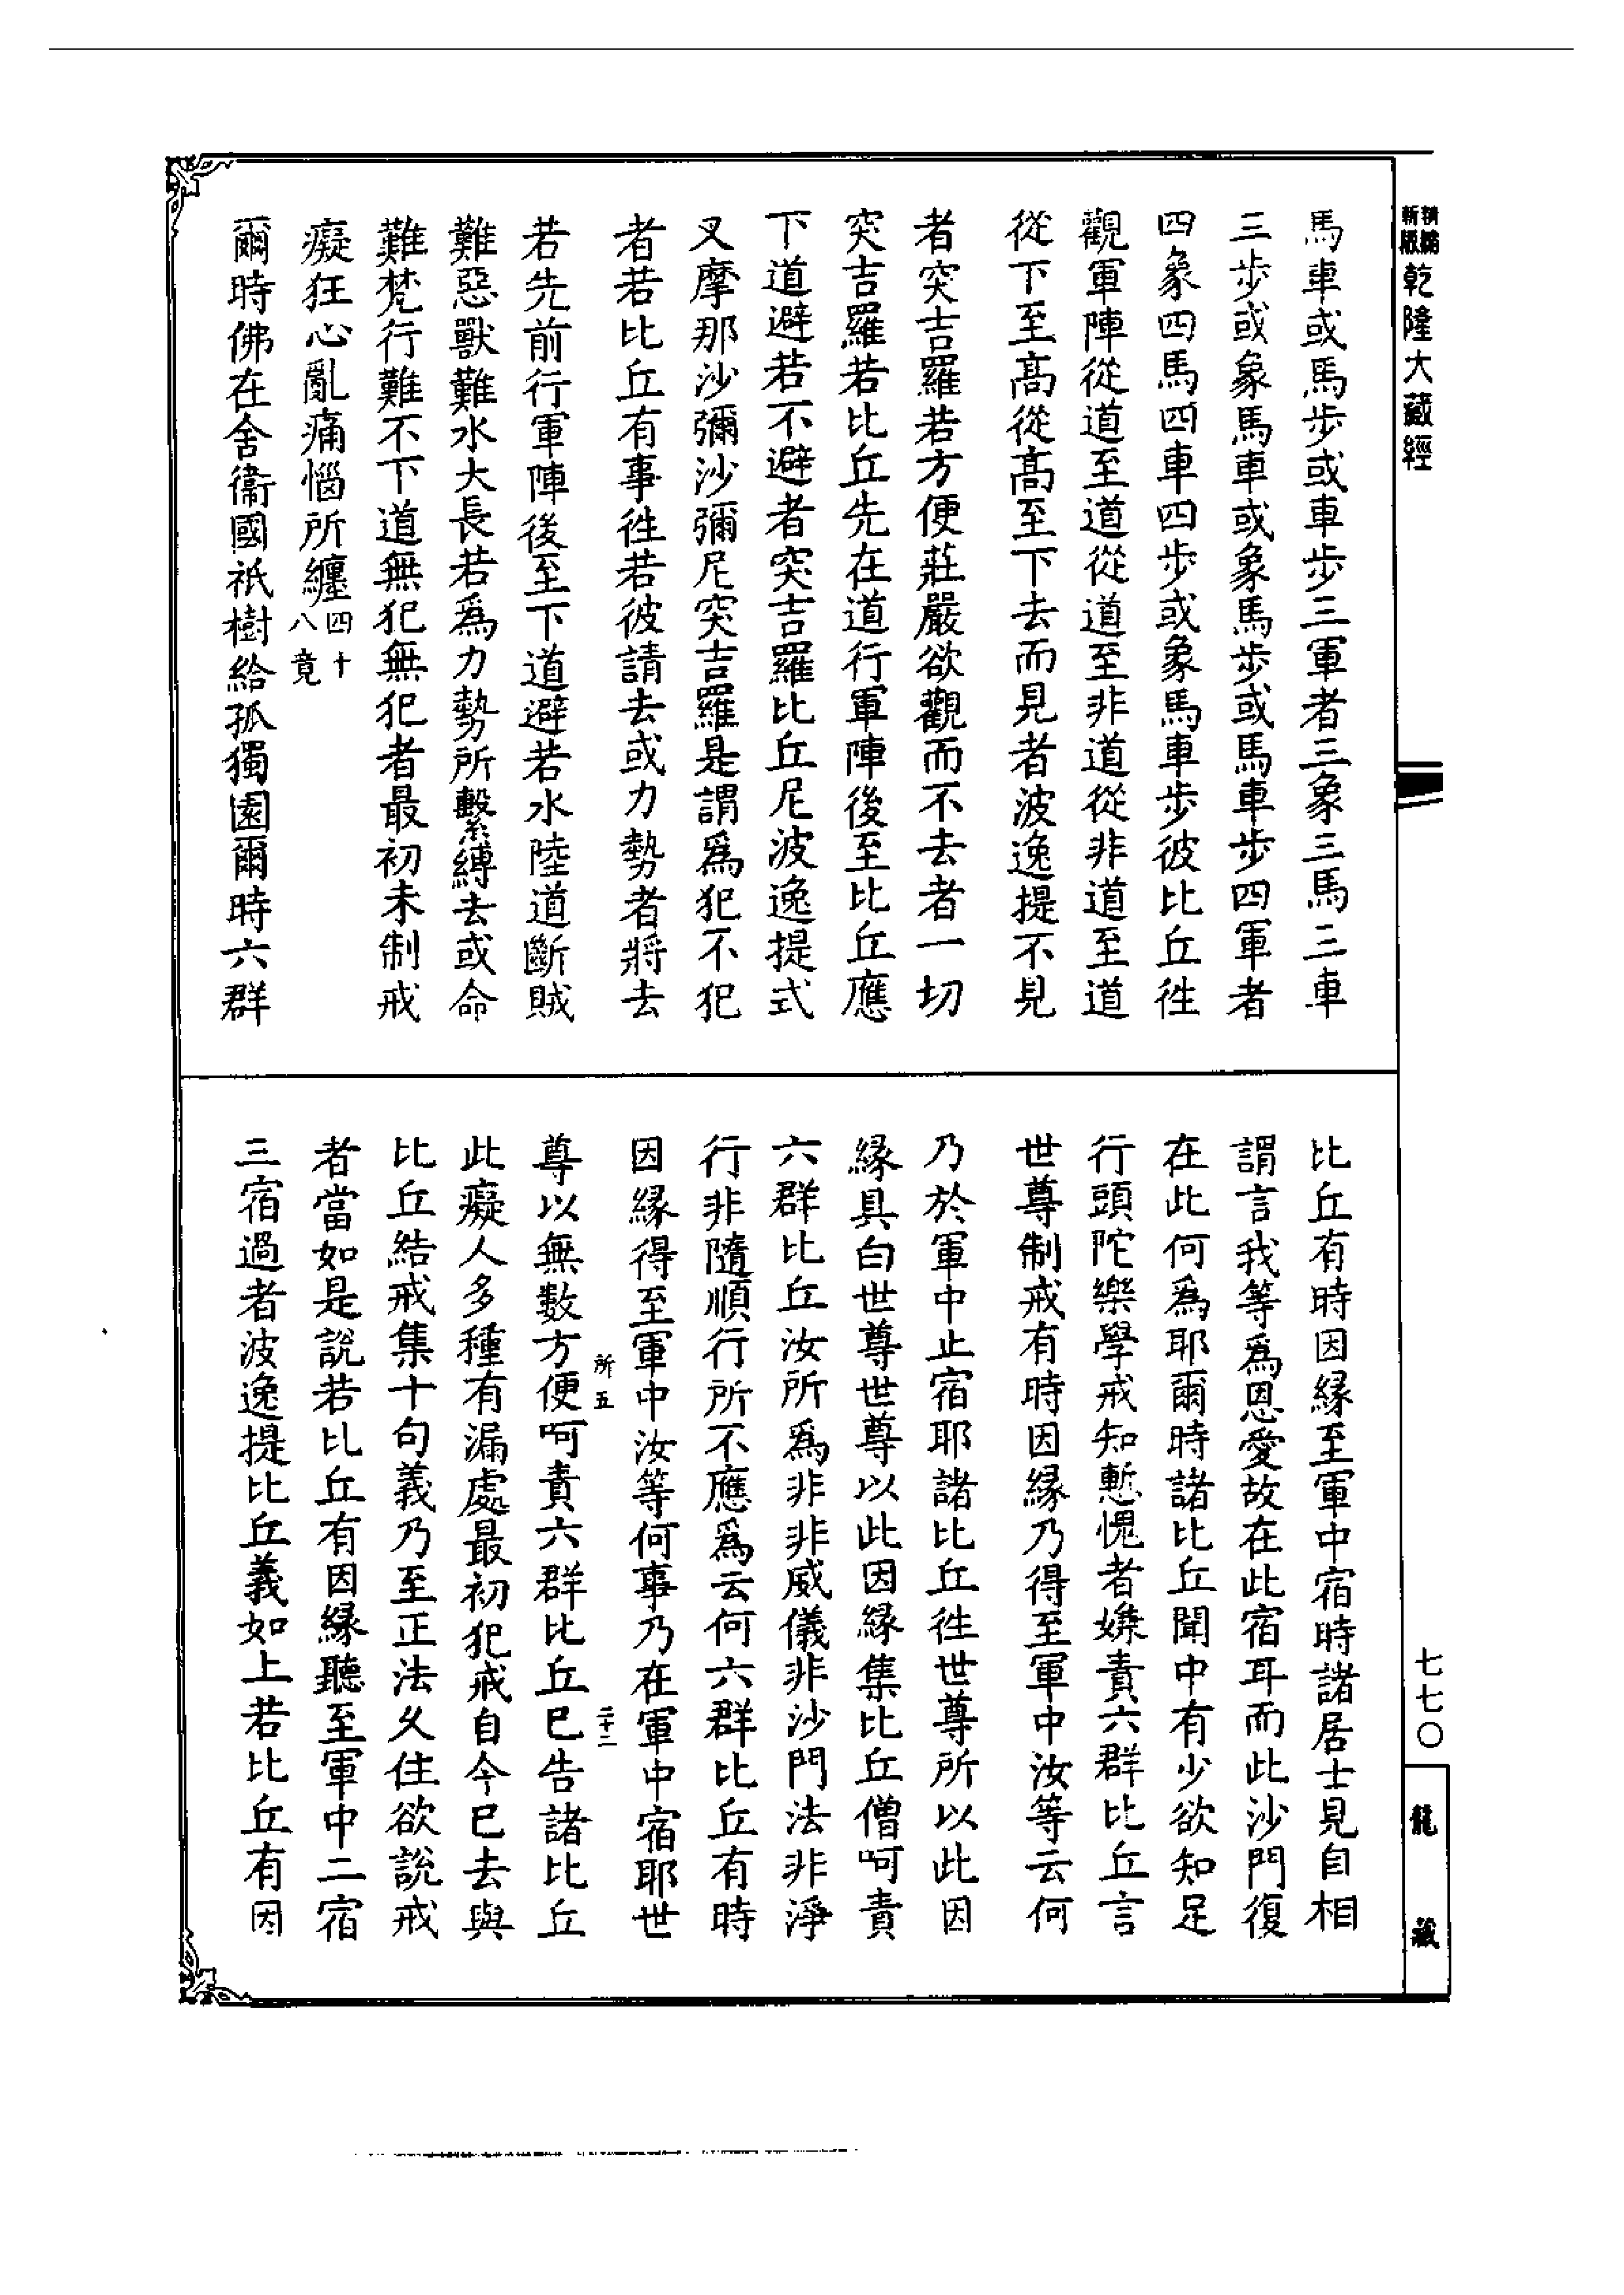 新編
新版
乾隆大藏經
馬車或馬步或車步三軍者三象三馬三車
三步或象馬車或象馬步或馬車步四軍者
四象四馬四車四步或象馬車步彼比丘徃
觀軍陣從道至道從道至非道從非道至道
從下至高從高至下去而見者波逸提不見
者突吉羅若方便莊嚴欲觀而不去者一切
突吉羅若比丘先在道行軍陣後至比丘應
下道避若不避者突吉羅比丘尼波逸提式
叉摩那沙彌沙彌尼突吉羅是謂爲犯不犯
者若比丘有事徃若彼請去或力勢者將去
若先前行軍陣後至下道避若水陸道斷賊
難惡獸難水大長若爲力勢所繫縛去或命
難梵行難不下道無犯無犯者最初未制戒
癡狂心亂痛惱所纏四十八竟
爾時佛在舍衞國祇樹給孤獨園爾時六群
比丘有時因緣至軍中宿時諸居士見自相
謂言我等爲恩愛故在此宿耳而此沙門復
在此何爲耶爾時諸比丘聞中有少欲知足
行頭陀樂學戒知慙愧者嫌責六群比丘言
世尊制戒有時因緣乃得至軍中汝等云何
乃於軍中止宿耶諸比丘徃世尊所以此因
緣具白世尊世尊以此因緣集比丘僧呵責
六群比丘汝所爲非非威儀非沙門法非淨
行非隨順行所不應爲云何六群比丘有時
因緣得至軍中汝等何事乃在軍中宿耶世
所五
二十二
尊以無數方便呵責六群比丘巳告諸比丘
此癡人多種有漏處最初犯戒自今巳去與
比丘結戒集十句義乃至正法久住欲說戒
者當如是說若比丘有因緣聽至軍中二宿
三宿過者波逸提比丘義如上若比丘有因
七七〇
龍藏